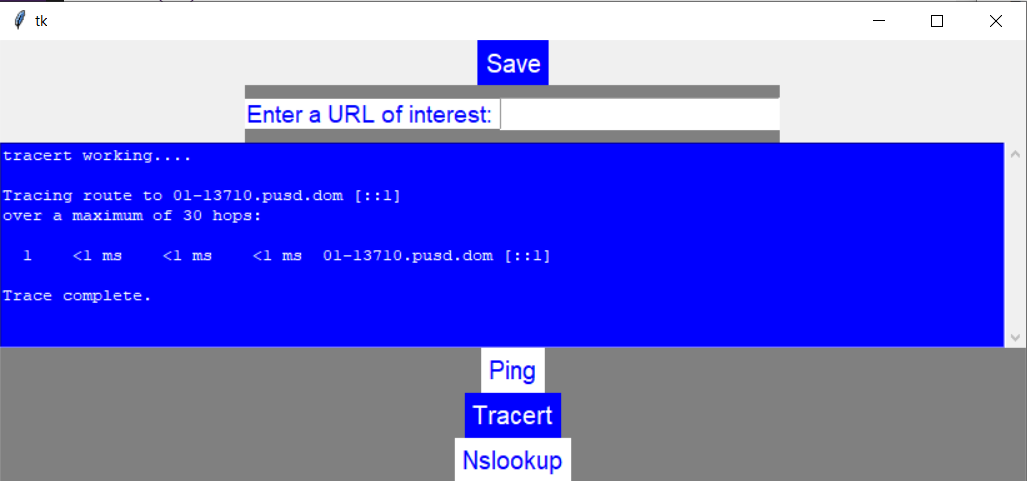 tk
Save
Enter a URL of interest:
tracert working....
Tracing route to 01-13710.pusd.dom [::1]
over a maximum of 30 hops:
1    <1 ms    <1 ms    <1 ms  01-13710.pusd.dom [::1]
Trace complete.
Ping
Tracert
Nslookup